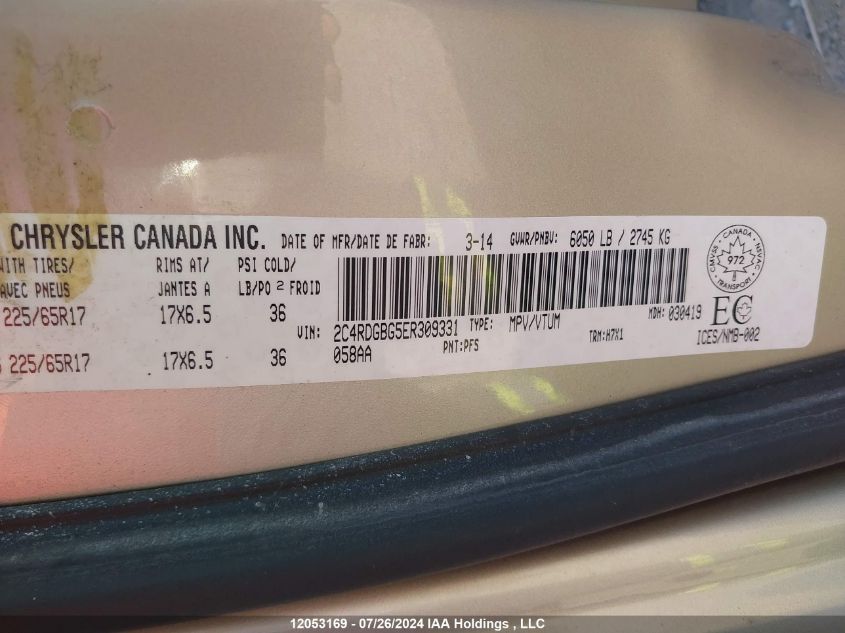 CHRYSLER CANADA INC. DATE OF MFR/DATE DE FABR: 3-14 GVWR/PNBV: 6050 LB / 2745 KG
WITH TIRES/ RIMS AT/ PSI COLD/
AVEC PNEUS JANTES A LB/PO 2 FROID
225/65R17 17X6.5 36
225/65R17 17X6.5 36
VIN: 2C4RDGBG5ER309331 TYPE: MPV/VTUM MDH: 030419
058AA PNT:PFS TRM:H7X1
CANADA
CMVSS NSVAC
972
TRANSPORT
EC
ICES/NMB-002
12053169 - 07/26/2024 IAA Holdings , LLC